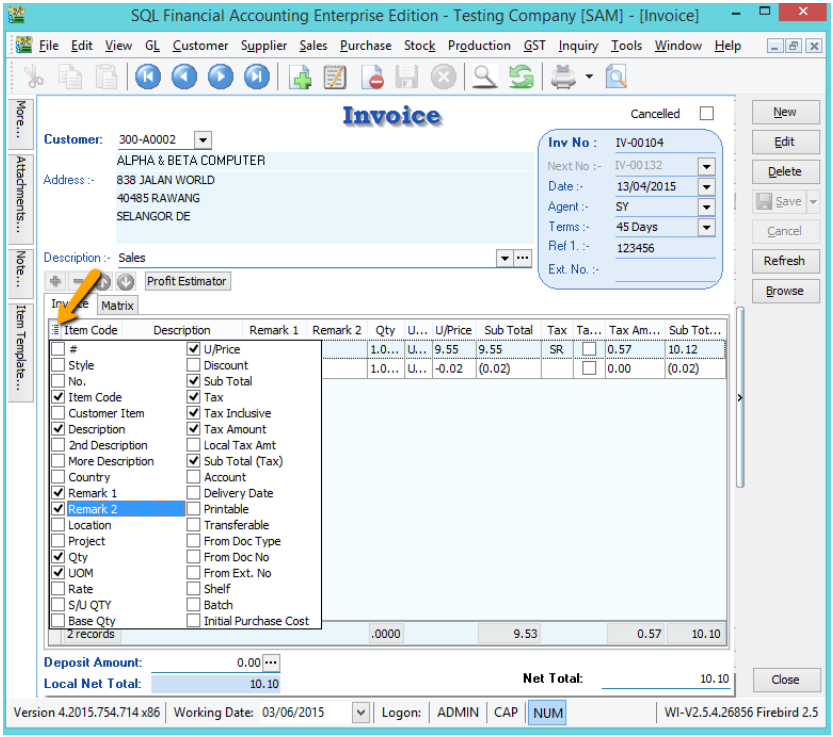 SQL Financial Accounting Enterprise Edition - Testing Company [SAM] - [Invoice]
File Edit View GL Customer Supplier Sales Purchase Stock Production GST Inquiry Tools Window Help
More...
Attachments...
Note...
Item Template...
Invoice
Cancelled
Customer: 300-A0002
ALPHA & BETA COMPUTER
Address :- 838 JALAN WORLD
40485 RAWANG
SELANGOR DE
Description :- Sales
Inv No : IV-00104
Next No :- IV-00132
Date :- 13/04/2015
Agent :- SY
Terms :- 45 Days
Ref 1. :- 123456
Ext. No. :-
New
Edit
Delete
Save
Cancel
Refresh
Browse
Profit Estimator
Invoice Matrix
Item Code Description Remark 1 Remark 2 Qty U... U/Price Sub Total Tax Ta... Tax Am... Sub Tot...
1.0... U... 9.55 9.55 SR 0.57 10.12
1.0... U... -0.02 (0.02) 0.00 (0.02)
# U/Price
Style Discount
No. Sub Total
Item Code Tax
Customer Item Tax Inclusive
Description Tax Amount
2nd Description Local Tax Amt
More Description Sub Total (Tax)
Country Account
Remark 1 Delivery Date
Remark 2 Printable
Location Transferable
Project From Doc Type
Qty From Doc No
UOM From Ext. No
Rate Shelf
S/U QTY Batch
Base Qty Initial Purchase Cost
2 records .0000 9.53 0.57 10.10
Deposit Amount: 0.00
Local Net Total: 10.10
Net Total: 10.10
Close
Version 4.2015.754.714 x86 Working Date: 03/06/2015 Logon: ADMIN CAP NUM WI-V2.5.4.26856 Firebird 2.5